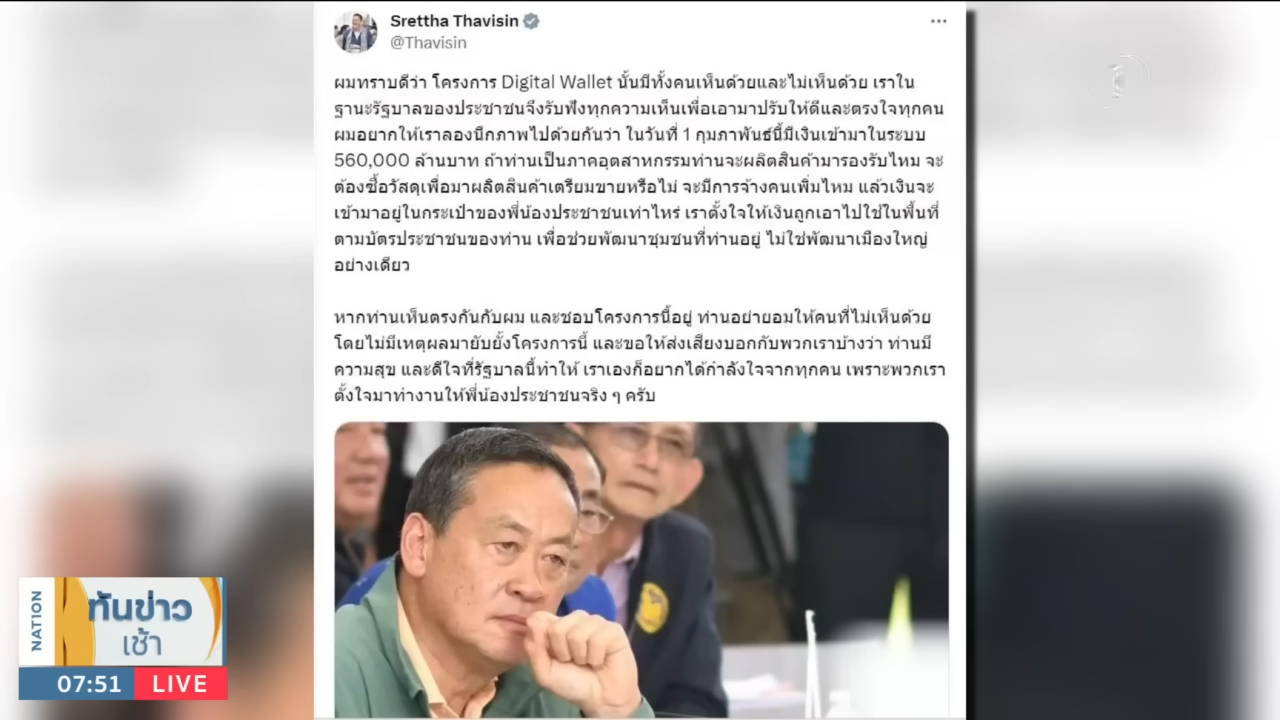 Srettha Thavisin
@Thavisin
ผมทราบดีว่า โครงการ Digital Wallet นั้นมีทั้งคนเห็นด้วยและไม่เห็นด้วย เราใน
ฐานะรัฐบาลของประชาชนจึงรับฟังทุกความเห็นเพื่อเอามาปรับให้ดีและตรงใจทุกคน
ผมอยากให้เราลองนึกภาพไปด้วยกันว่า ในวันที่ 1 กุมภาพันธ์นี้มีเงินเข้ามาในระบบ
560,000 ล้านบาท ถ้าท่านเป็นภาคอุตสาหกรรมท่านจะผลิตสินค้ามารองรับไหม จะ
ต้องซื้อวัสดุเพื่อมาผลิตสินค้าเตรียมขายหรือไม่ จะมีการจ้างคนเพิ่มไหม แล้วเงินจะ
เข้ามาอยู่ในกระเป๋าของพี่น้องประชาชนเท่าไหร่ เราตั้งใจให้เงินถูกเอาไปใช้ในพื้นที่
ตามบัตรประชาชนของท่าน เพื่อช่วยพัฒนาชุมชนที่ท่านอยู่ ไม่ใช่พัฒนาเมืองใหญ่
อย่างเดียว
หากท่านเห็นตรงกันกับผม และชอบโครงการนี้อยู่ ท่านอย่ายอมให้คนที่ไม่เห็นด้วย
โดยไม่มีเหตุผลมายับยั้งโครงการนี้ และขอให้ส่งเสียงบอกกับพวกเราบ้างว่า ท่านมี
ความสุข และดีใจที่รัฐบาลนี้ทำให้ เราเองก็อยากได้กำลังใจจากทุกคน เพราะพวกเรา
ตั้งใจมาทำงานให้พี่น้องประชาชนจริง ๆ ครับ
NATION
ทันข่าว
เช้า
07:51 LIVE